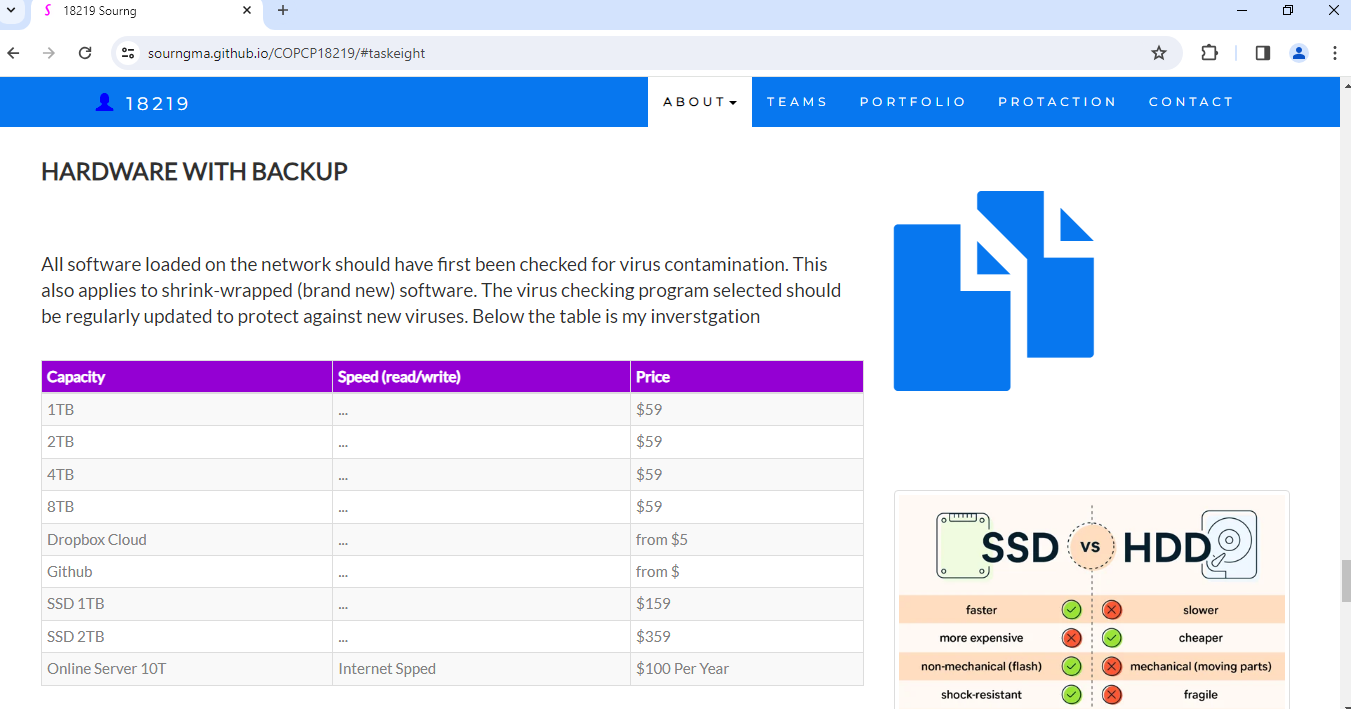 18219 Sourng
sourngma.github.io/COPCP18219/#taskeight
18219
ABOUT TEAMS PORTFOLIO PROTACTION CONTACT
HARDWARE WITH BACKUP
All software loaded on the network should have first been checked for virus contamination. This
also applies to shrink-wrapped (brand new) software. The virus checking program selected should
be regularly updated to protect against new viruses. Below the table is my inverstgation
Capacity Speed (read/write) Price
1TB ... $59
2TB ... $59
4TB ... $59
8TB ... $59
Dropbox Cloud ... from $5
Github ... from $
SSD 1TB ... $159
SSD 2TB ... $359
Online Server 10T Internet Spped $100 Per Year
SSD vs HDD
faster slower
more expensive cheaper
non-mechanical (flash) mechanical (moving parts)
shock-resistant fragile